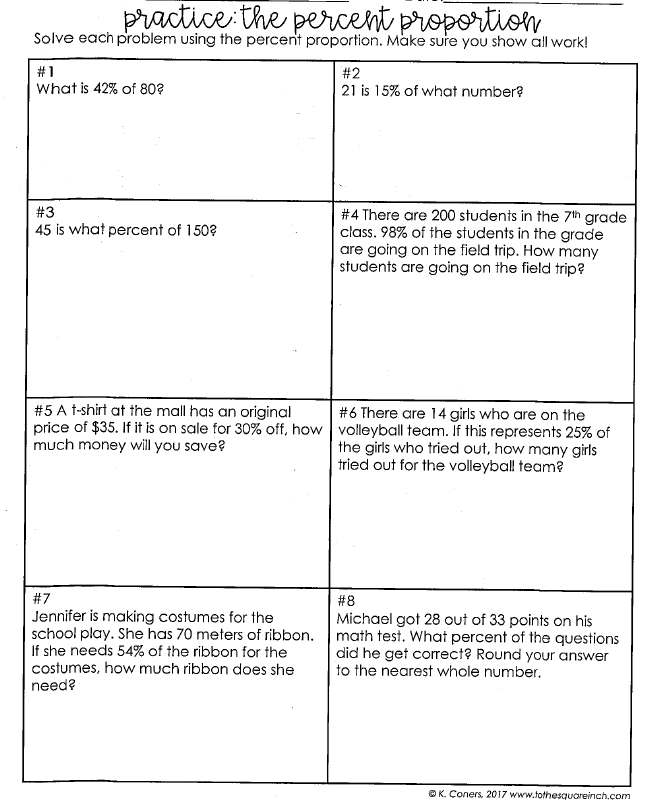 practice: the percent proportion
Solve each problem using the percent proportion. Make sure you show all work!
#1
What is 42% of 80?
#2
21 is 15% of what number?
#3
45 is what percent of 150?
#4 There are 200 students in the 7th grade
class. 98% of the students in the grade
are going on the field trip. How many
students are going on the field trip?
#5 A t-shirt at the mall has an original
price of $35. If it is on sale for 30% off, how
much money will you save?
#6 There are 14 girls who are on the
volleyball team. If this represents 25% of
the girls who tried out, how many girls
tried out for the volleyball team?
#7
Jennifer is making costumes for the
school play. She has 70 meters of ribbon.
If she needs 54% of the ribbon for the
costumes, how much ribbon does she
need?
#8
Michael got 28 out of 33 points on his
math test. What percent of the questions
did he get correct? Round your answer
to the nearest whole number.
© K. Coners, 2017 www.tothesquareinch.com